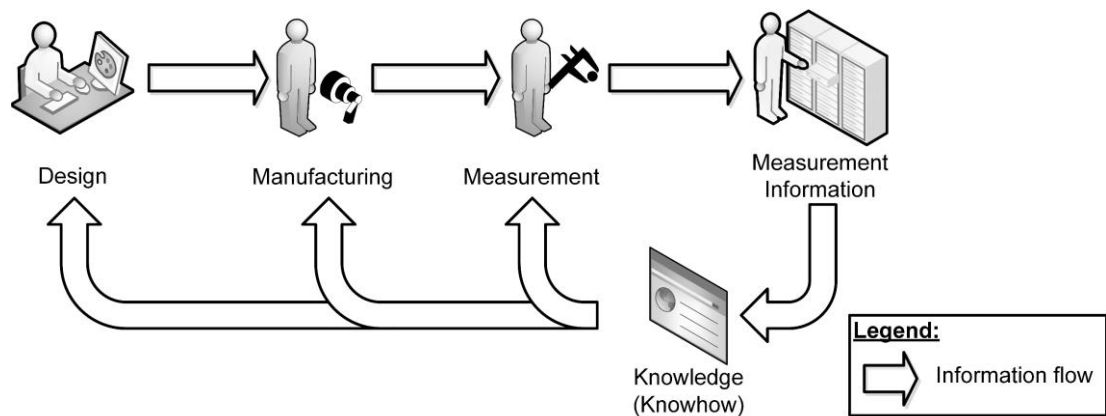 Design
Manufacturing
Measurement
Measurement
Information
Knowledge
(Knowhow)
Legend:
Information flow